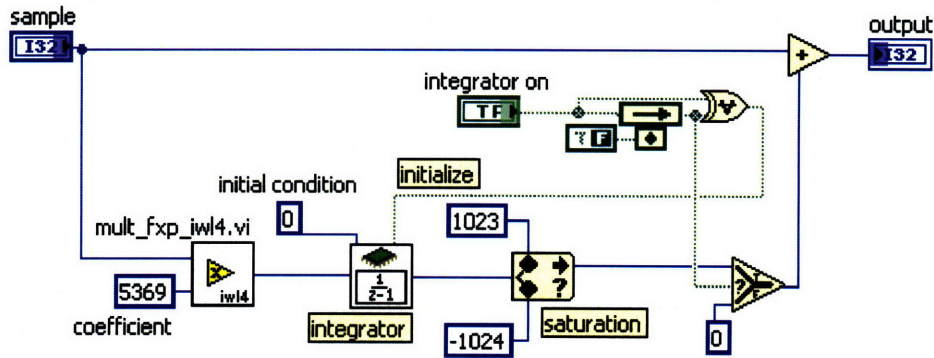 sample
I32
integrator on
TF
F
+
output
I32
initialize
initial condition
0
mult_fxp_iwl4.vi
x
iwl4
5369
coefficient
1
z-1
integrator
1023
?
-1024
saturation
?
0